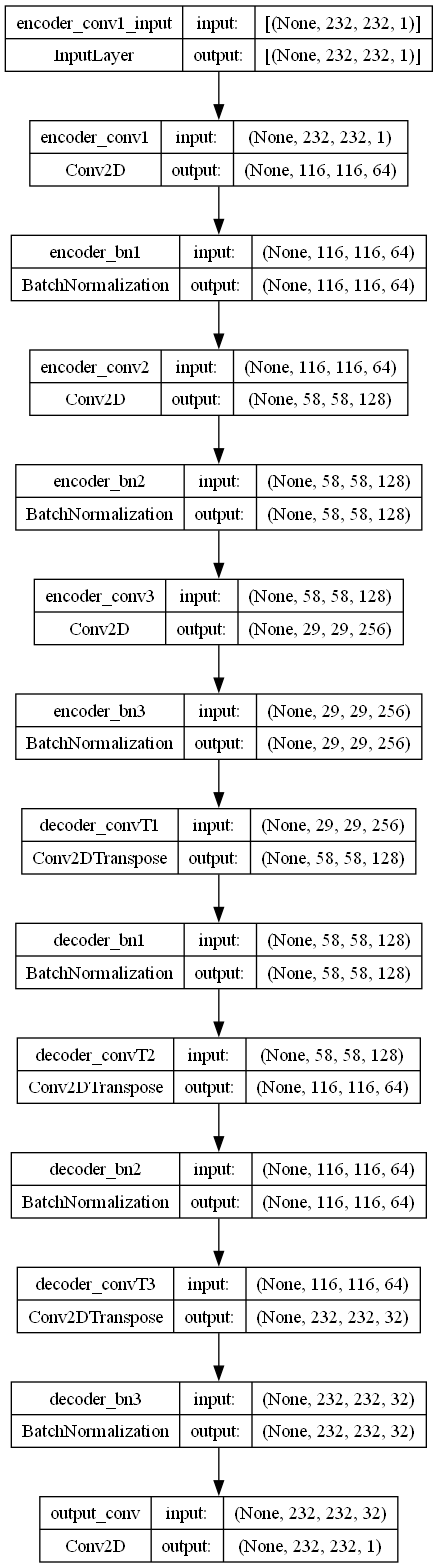 encoder_conv1_input input: [(None, 232, 232, 1)]
InputLayer output: [(None, 232, 232, 1)]
encoder_conv1 input: (None, 232, 232, 1)
Conv2D output: (None, 116, 116, 64)
encoder_bn1 input: (None, 116, 116, 64)
BatchNormalization output: (None, 116, 116, 64)
encoder_conv2 input: (None, 116, 116, 64)
Conv2D output: (None, 58, 58, 128)
encoder_bn2 input: (None, 58, 58, 128)
BatchNormalization output: (None, 58, 58, 128)
encoder_conv3 input: (None, 58, 58, 128)
Conv2D output: (None, 29, 29, 256)
encoder_bn3 input: (None, 29, 29, 256)
BatchNormalization output: (None, 29, 29, 256)
decoder_convT1 input: (None, 29, 29, 256)
Conv2DTranspose output: (None, 58, 58, 128)
decoder_bn1 input: (None, 58, 58, 128)
BatchNormalization output: (None, 58, 58, 128)
decoder_convT2 input: (None, 58, 58, 128)
Conv2DTranspose output: (None, 116, 116, 64)
decoder_bn2 input: (None, 116, 116, 64)
BatchNormalization output: (None, 116, 116, 64)
decoder_convT3 input: (None, 116, 116, 64)
Conv2DTranspose output: (None, 232, 232, 32)
decoder_bn3 input: (None, 232, 232, 32)
BatchNormalization output: (None, 232, 232, 32)
output_conv input: (None, 232, 232, 32)
Conv2D output: (None, 232, 232, 1)